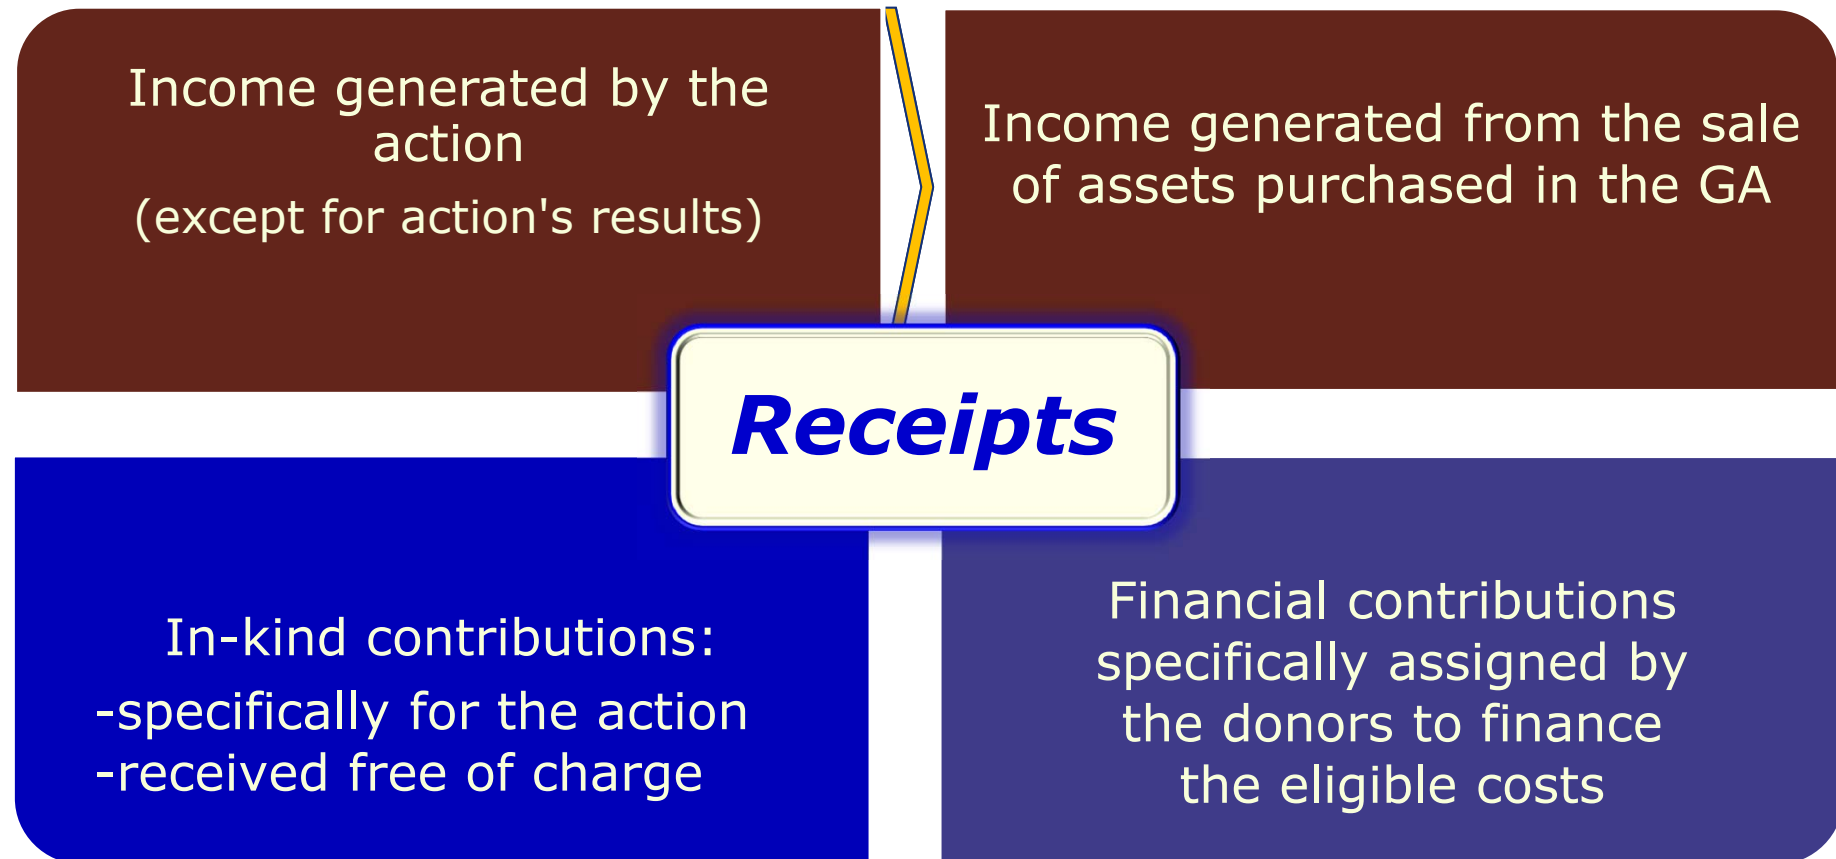 Income generated by the
action
(except for action's results)
Income generated from the sale
of assets purchased in the GA
Receipts
In-kind contributions:
-specifically for the action
-received free of charge
Financial contributions
specifically assigned by
the donors to finance
the eligible costs